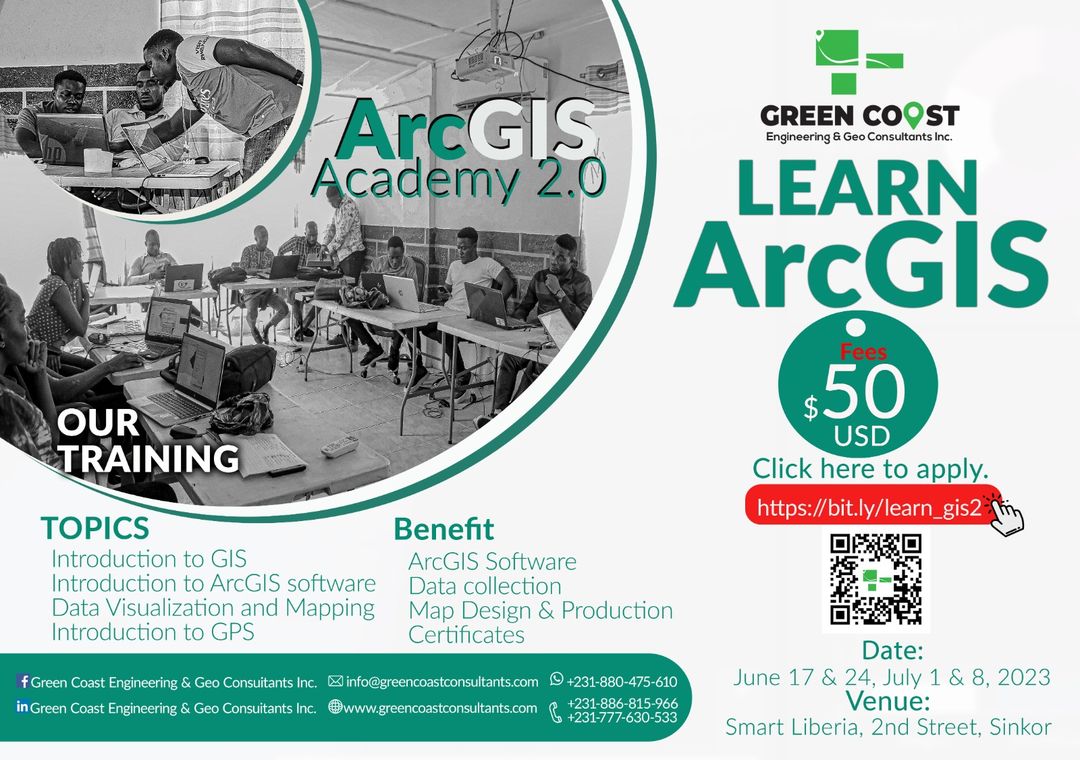 ArcGIS
Academy 2.0
OUR
TRAINING
GREEN COAST
Engineering & Geo Consultants Inc.
LEARN
ArcGIS
Fees
$50
USD
Click here to apply.
https://bit.ly/learn_gis2
TOPICS
Introduction to GIS
Introduction to ArcGIS software
Data Visualization and Mapping
Introduction to GPS
Benefit
ArcGIS Software
Data collection
Map Design & Production
Certificates
Green Coast Engineering & Geo Consuitants Inc.
info@greencoastconsultants.com
+231-880-475-610
Green Coast Engineering & Geo Consuitants Inc.
www.greencoastconsultants.com
+231-886-815-966
+231-777-630-533
Date:
June 17 & 24, July 1 & 8, 2023
Venue:
Smart Liberia, 2nd Street, Sinkor